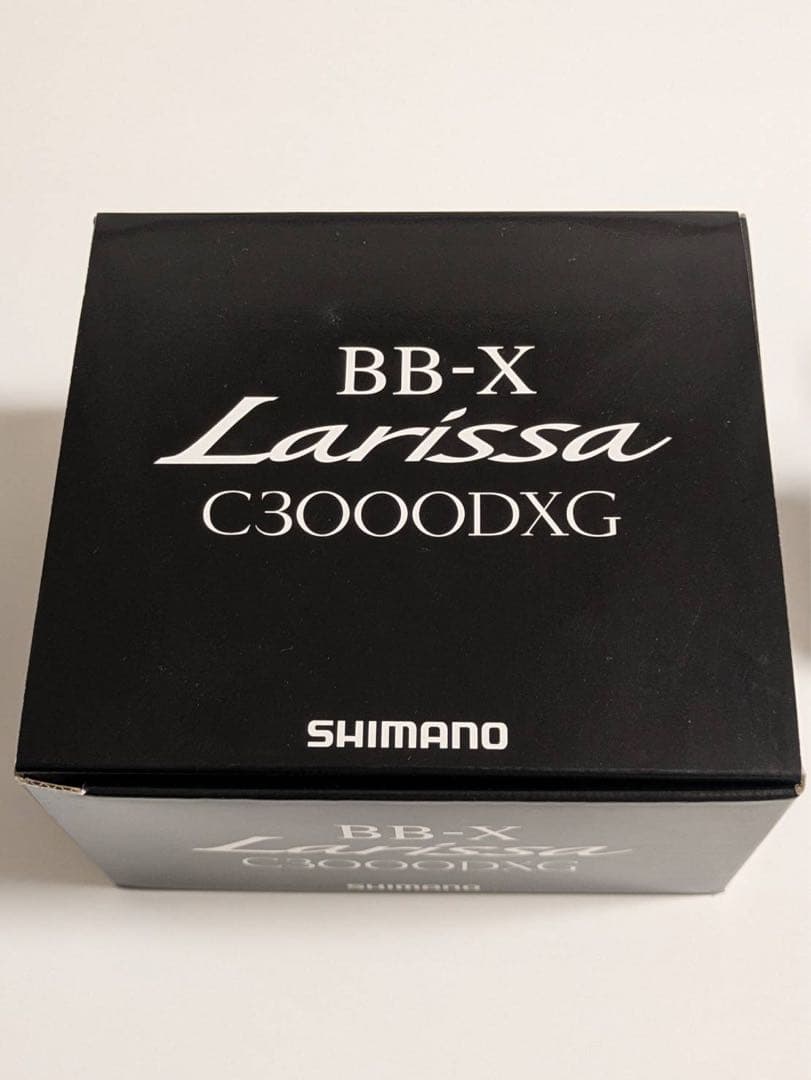 BB-X
Larissa
C3000DXG
SHIMANO
BB-X
Larissa
C3000DXG
SHIMANO